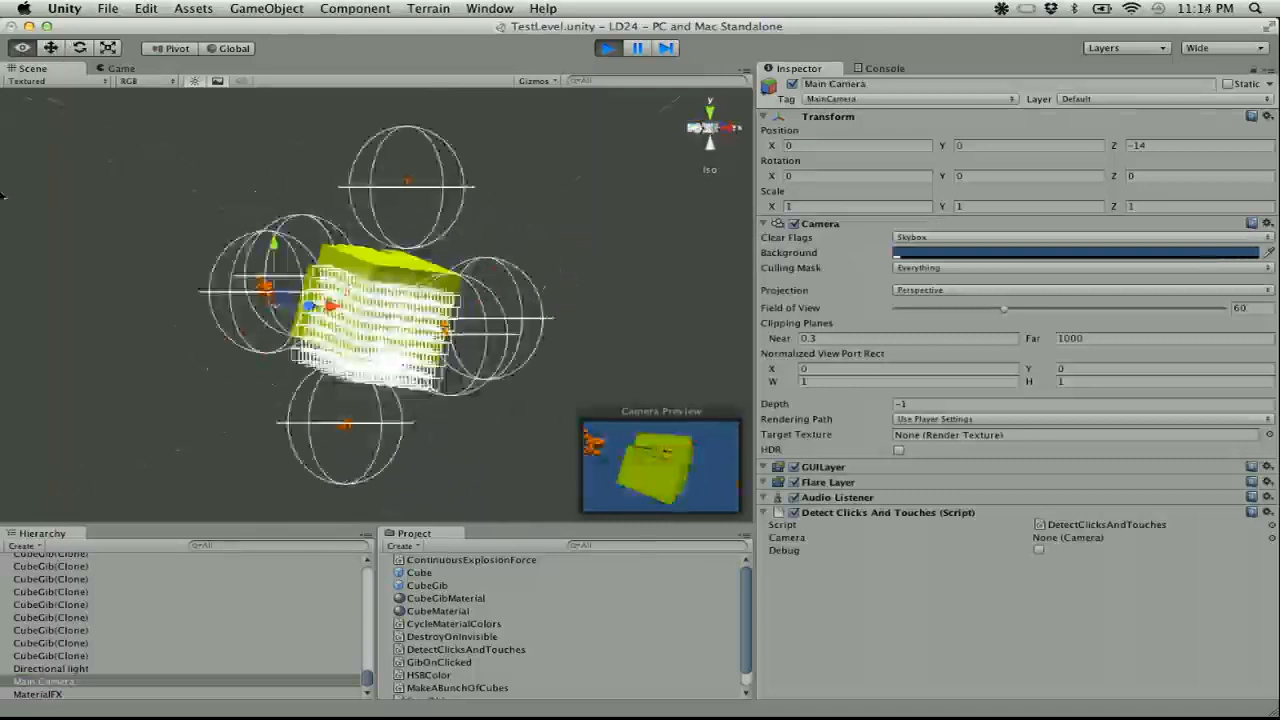 Unity File Edit Assets GameObject Component Terrain Window Help 11:14 PM
TestLevel.unity - LD24 - PC and Mac Standalone
Pivot Global Layers Wide
Scene Game Inspector Console
Textured RGB Gizmos All
Main Camera Static
Tag MainCamera Layer Default
Transform
Position
X 0 Y 0 Z -14
Rotation
X 0 Y 0 Z 0
Scale
X 1 Y 1 Z 1
y
x
Iso
Camera
Clear Flags Skybox
Background
Culling Mask Everything
Projection Perspective
Field of View 60
Clipping Planes
Near 0.3 Far 1000
Normalized View Port Rect
X 0 Y 0
W 1 H 1
Depth -1
Rendering Path Use Player Settings
Target Texture None (Render Texture)
HDR
GUILayer
Flare Layer
Audio Listener
Detect Clicks And Touches (Script)
Script DetectClicksAndTouches
Camera None (Camera)
Debug
Camera Preview
Hierarchy
Create All
CubeGib(Clone)
CubeGib(Clone)
CubeGib(Clone)
CubeGib(Clone)
CubeGib(Clone)
CubeGib(Clone)
CubeGib(Clone)
CubeGib(Clone)
CubeGib(Clone)
Directional light
Main Camera
MaterialFX
Project
Create All
ContinuousExplosionForce
Cube
CubeGib
CubeGibMaterial
CubeMaterial
CycleMaterialColors
DestroyOnInvisible
DetectClicksAndTouches
GibOnClicked
HSBColor
MakeABunchOfCubes